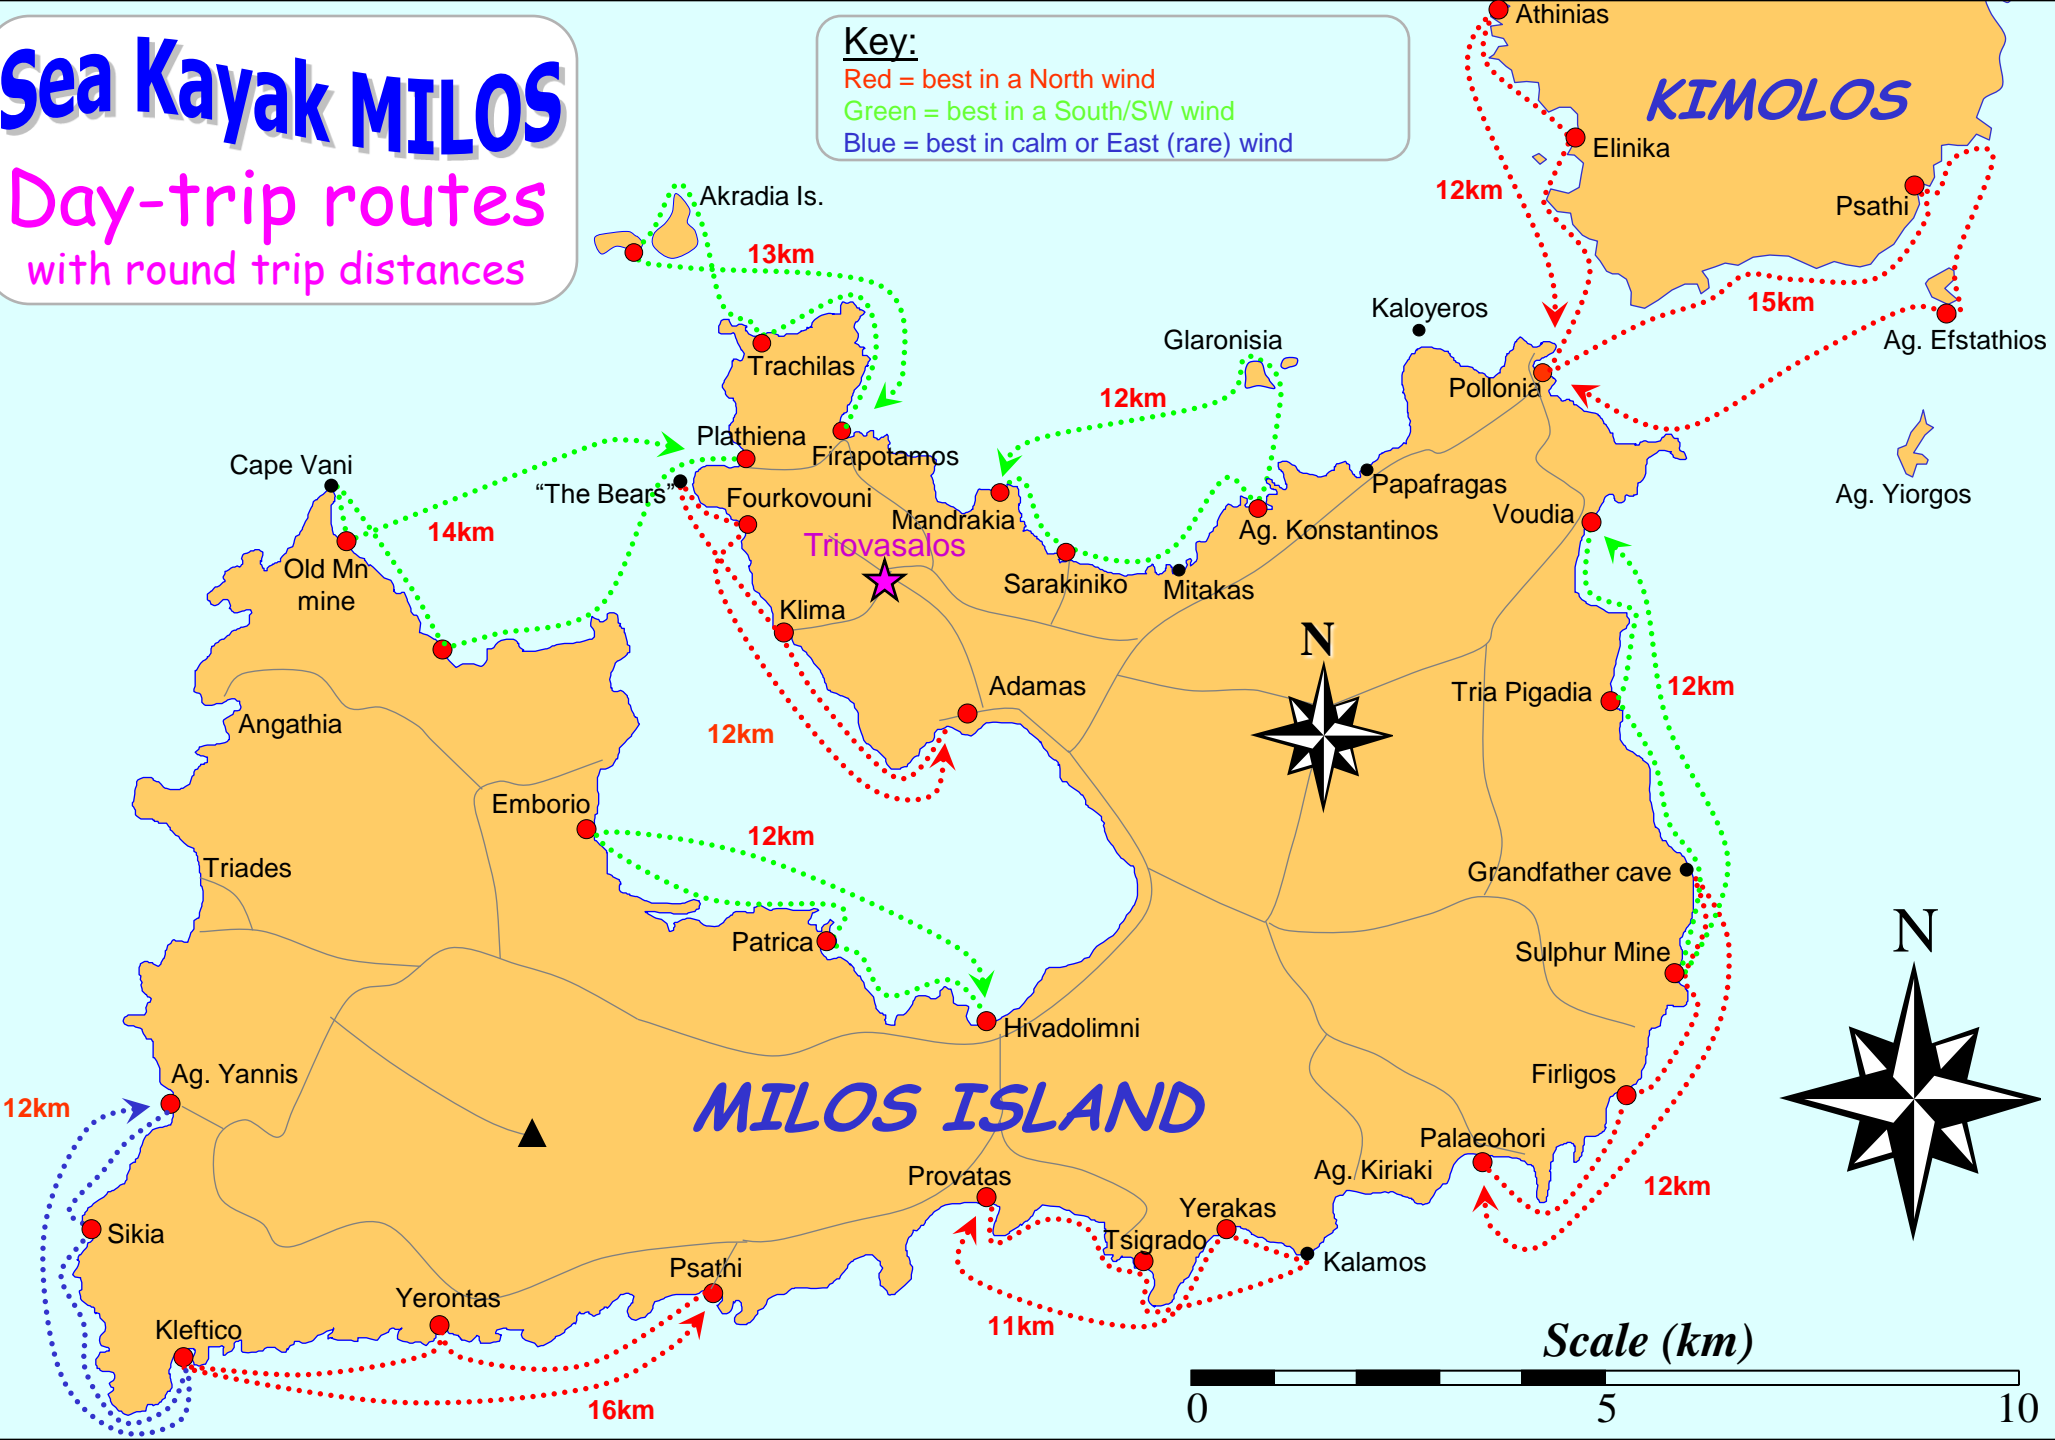 Sea Kayak MILOS
Day-trip routes
with round trip distances
Key:
Red = best in a North wind
Green = best in a South/SW wind
Blue = best in calm or East (rare) wind
Athinias
KIMOLOS
Elinika
12km
Psathi
Akradia Is.
13km
15km
Kaloyeros
Glaronisia
Ag. Efstathios
Trachilas
Pollonia
12km
Plathiena
Firapotamos
Cape Vani
"The Bears"
Fourkovouni
Papafragas
Ag. Yiorgos
Mandrakia
Voudia
14km
Ag. Konstantinos
Triovasalos
Old Mn
mine
Sarakiniko
Mitakas
Klima
N
Adamas
Tria Pigadia
12km
Angathia
12km
Emborio
12km
Triades
Grandfather cave
Patrica
Sulphur Mine
N
Hivadolimni
Ag. Yannis
Firligos
12km
MILOS ISLAND
Palaeohori
Ag. Kiriaki
Provatas
12km
Yerakas
Sikia
Tsigrado
Kalamos
Psathi
Yerontas
11km
Kleftico
Scale (km)
16km
0
5
10